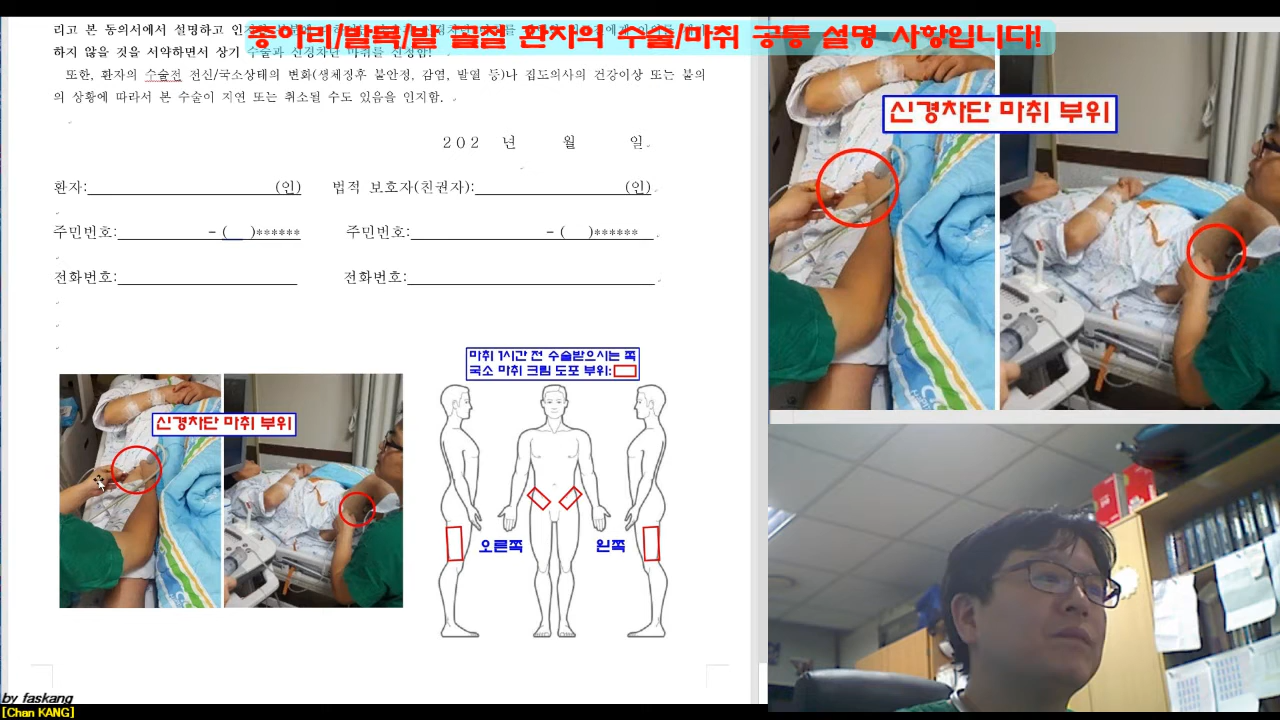 종아리/발목/발 골절 환자의 수술/마취 공통 설명 사항입니다!
리고 본 동의서에서 설명하고 인
하지 않을 것을 서약하면서 상기 수술과 신경차단 마취를 신청함!
또한, 환자의 수술전 전신/국소상태의 변화(생체징후 불안정, 감염, 발열 등)나 집도의사의 건강이상 또는 불의
의 상황에 따라서 본 수술이 지연 또는 취소될 수도 있음을 인지함.
202 년 월 일
환자: (인) 법적 보호자(친권자): (인)
주민번호: - ( )****** 주민번호: - ( )******
전화번호: 전화번호:
신경차단 마취 부위
마취 1시간 전 수술받으시는 쪽
국소 마취 크림 도포 부위:
신경차단 마취 부위
오른쪽 왼쪽
by faskang
[Chan KANG]